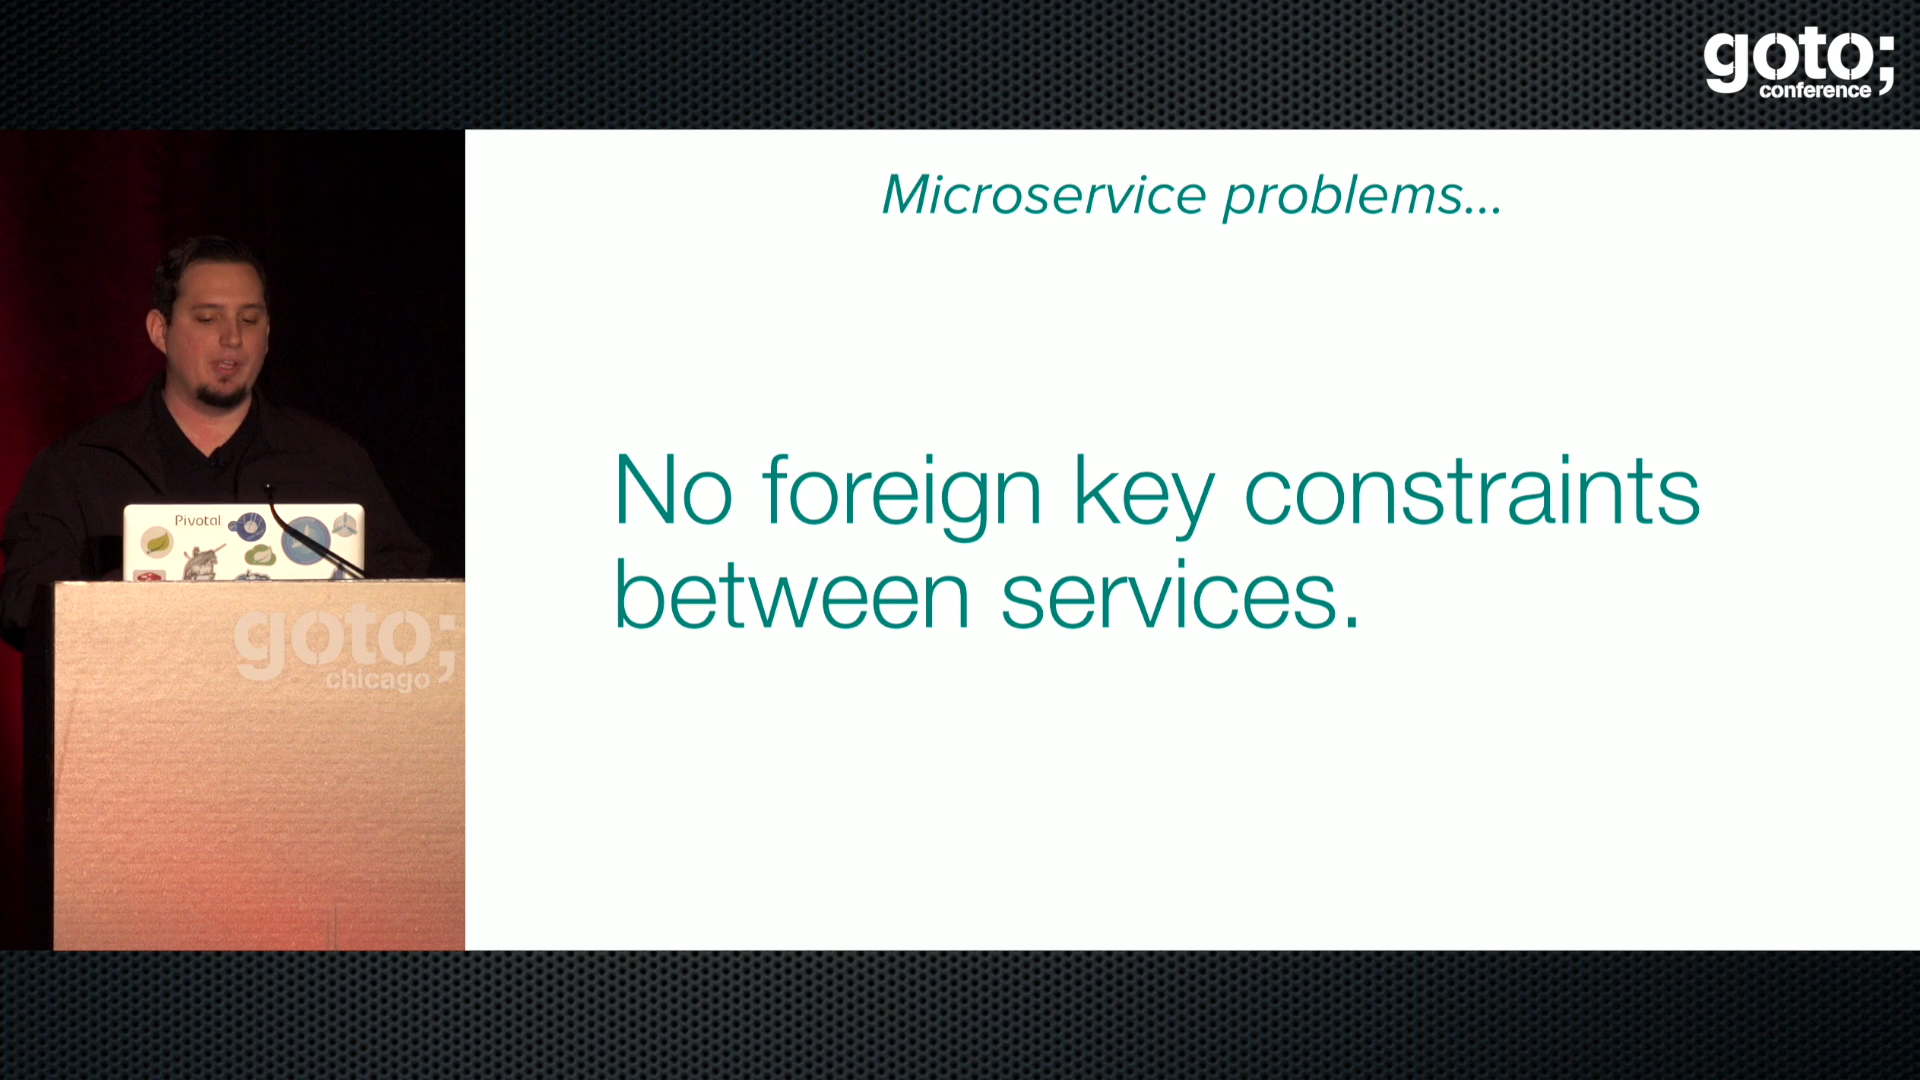 goto;
conference
Microservice problems...
No foreign key constraints
between services.
Pivotal
goto;
chicago